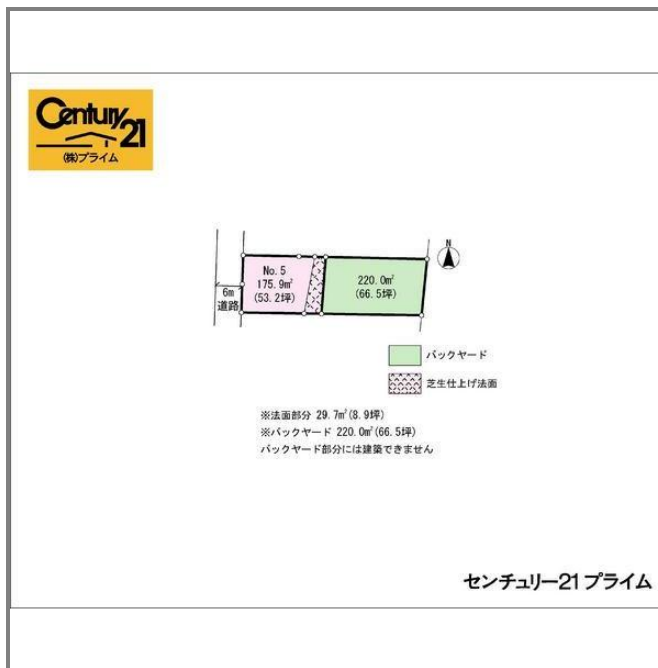 Century 21
(株)プライム
N
No. 5
175.9㎡
(53.2坪)
220.0㎡
(66.5坪)
6m
道路
バックヤード
芝生仕上げ法面
※法面部分 29.7㎡(8.9坪)
※バックヤード 220.0㎡(66.5坪)
バックヤード部分には建築できません
センチュリー21 プライム